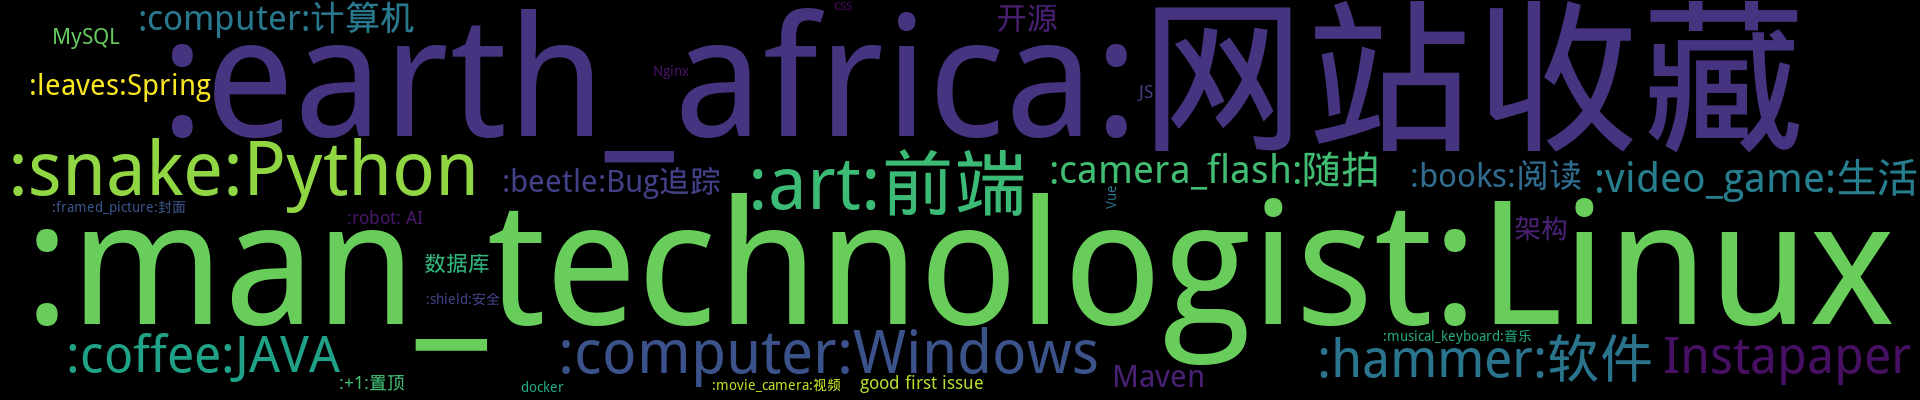 :computer:计算机
css
开源
MySQL
:earth_africa:网站收藏
Nginx
:leaves:Spring
JS
:snake:Python
:beetle:Bug追踪
:art:前端
:camera_flash:随拍
:books:阅读
:video_game:生活
Vue
:framed_picture:封面
:robot: AI
架构
:man_technologist:Linux
数据库
:shield:安全
:musical_keyboard:音乐
:coffee:JAVA
:computer:Windows
:hammer:软件
Instapaper
Maven
:+1:置顶
docker
:movie_camera:视频
good first issue